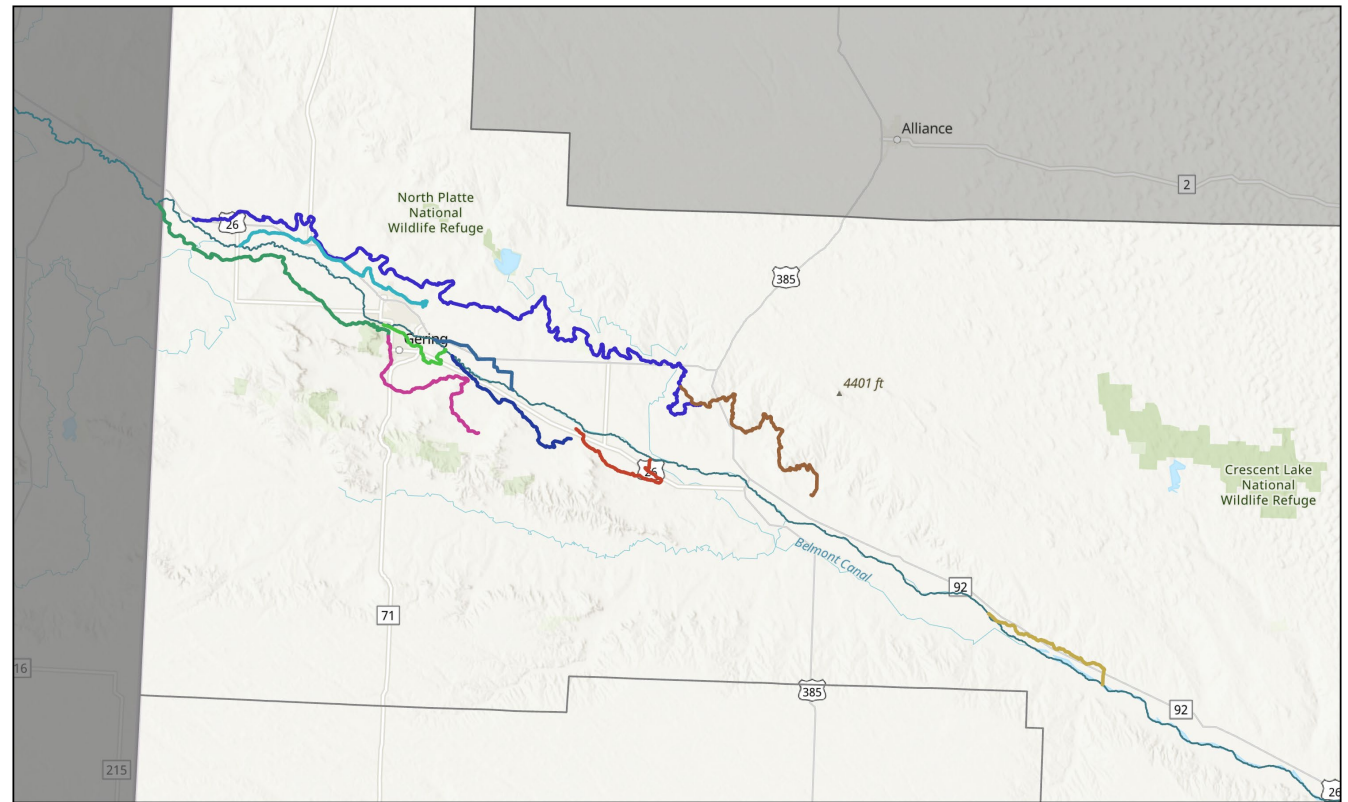 Alliance
2
North Platte
National
Wildlife Refuge
26
385
Gering
4401 ft
Crescent Lake
National
Wildlife Refuge
26
Belmont Canal
92
71
16
385
92
215
26